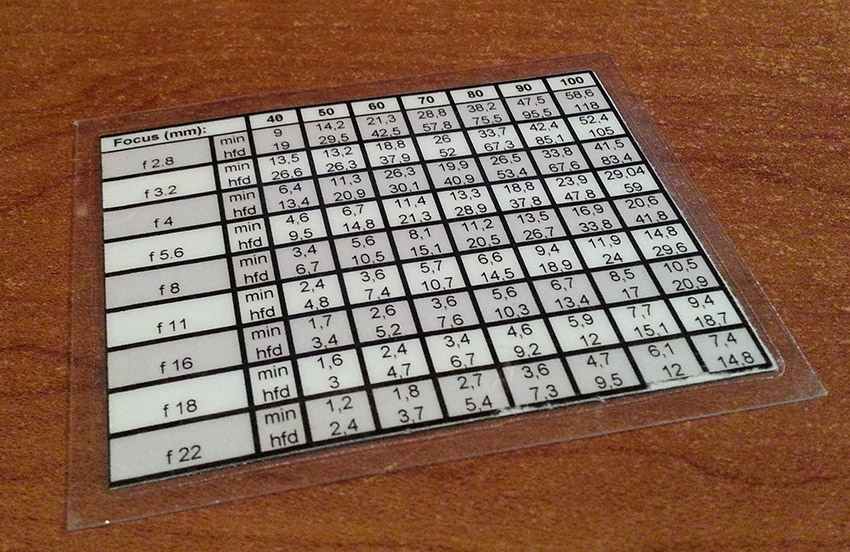 Focus (mm): 40 50 60 70 80 90 100
min 9 14,2 21,3 28,8 38,2 47,5 58,6
f 2.8 hfd 19 29,5 42,5 57,8 75,5 95,5 118
min 13,5 13,2 18,8 26 33,7 42,4 52,4
f 3.2 hfd 26,6 26,3 37,9 52 67,3 85,1 105
min 6,4 11,3 26,3 19,9 26,5 33,8 41,5
f 4 hfd 13,4 20,9 30,1 40,9 53,4 67,6 83,4
min 4,6 6,7 11,4 13,3 18,8 23,9 29,04
f 5.6 hfd 9,5 14,8 21,3 28,9 37,8 47,8 59
min 3,4 5,6 8,1 11,2 13,5 16,9 20,6
f 8 hfd 6,7 10,5 15,1 20,5 26,7 33,8 41,8
min 2,4 3,6 5,7 6,6 9,4 11,9 14,8
f 11 hfd 4,8 7,4 10,7 14,5 18,9 24 29,6
min 1,7 2,6 3,6 5,6 6,7 8,5 10,5
f 16 hfd 3,4 5,2 7,6 10,3 13,4 17 20,9
min 1,6 2,4 3,4 4,6 5,9 7,7 9,4
f 18 hfd 3 4,7 6,7 9,2 12 15,1 18,7
min 1,2 1,8 2,7 3,6 4,7 6,1 7,4
f 22 hfd 2,4 3,7 5,4 7,3 9,5 12 14,8